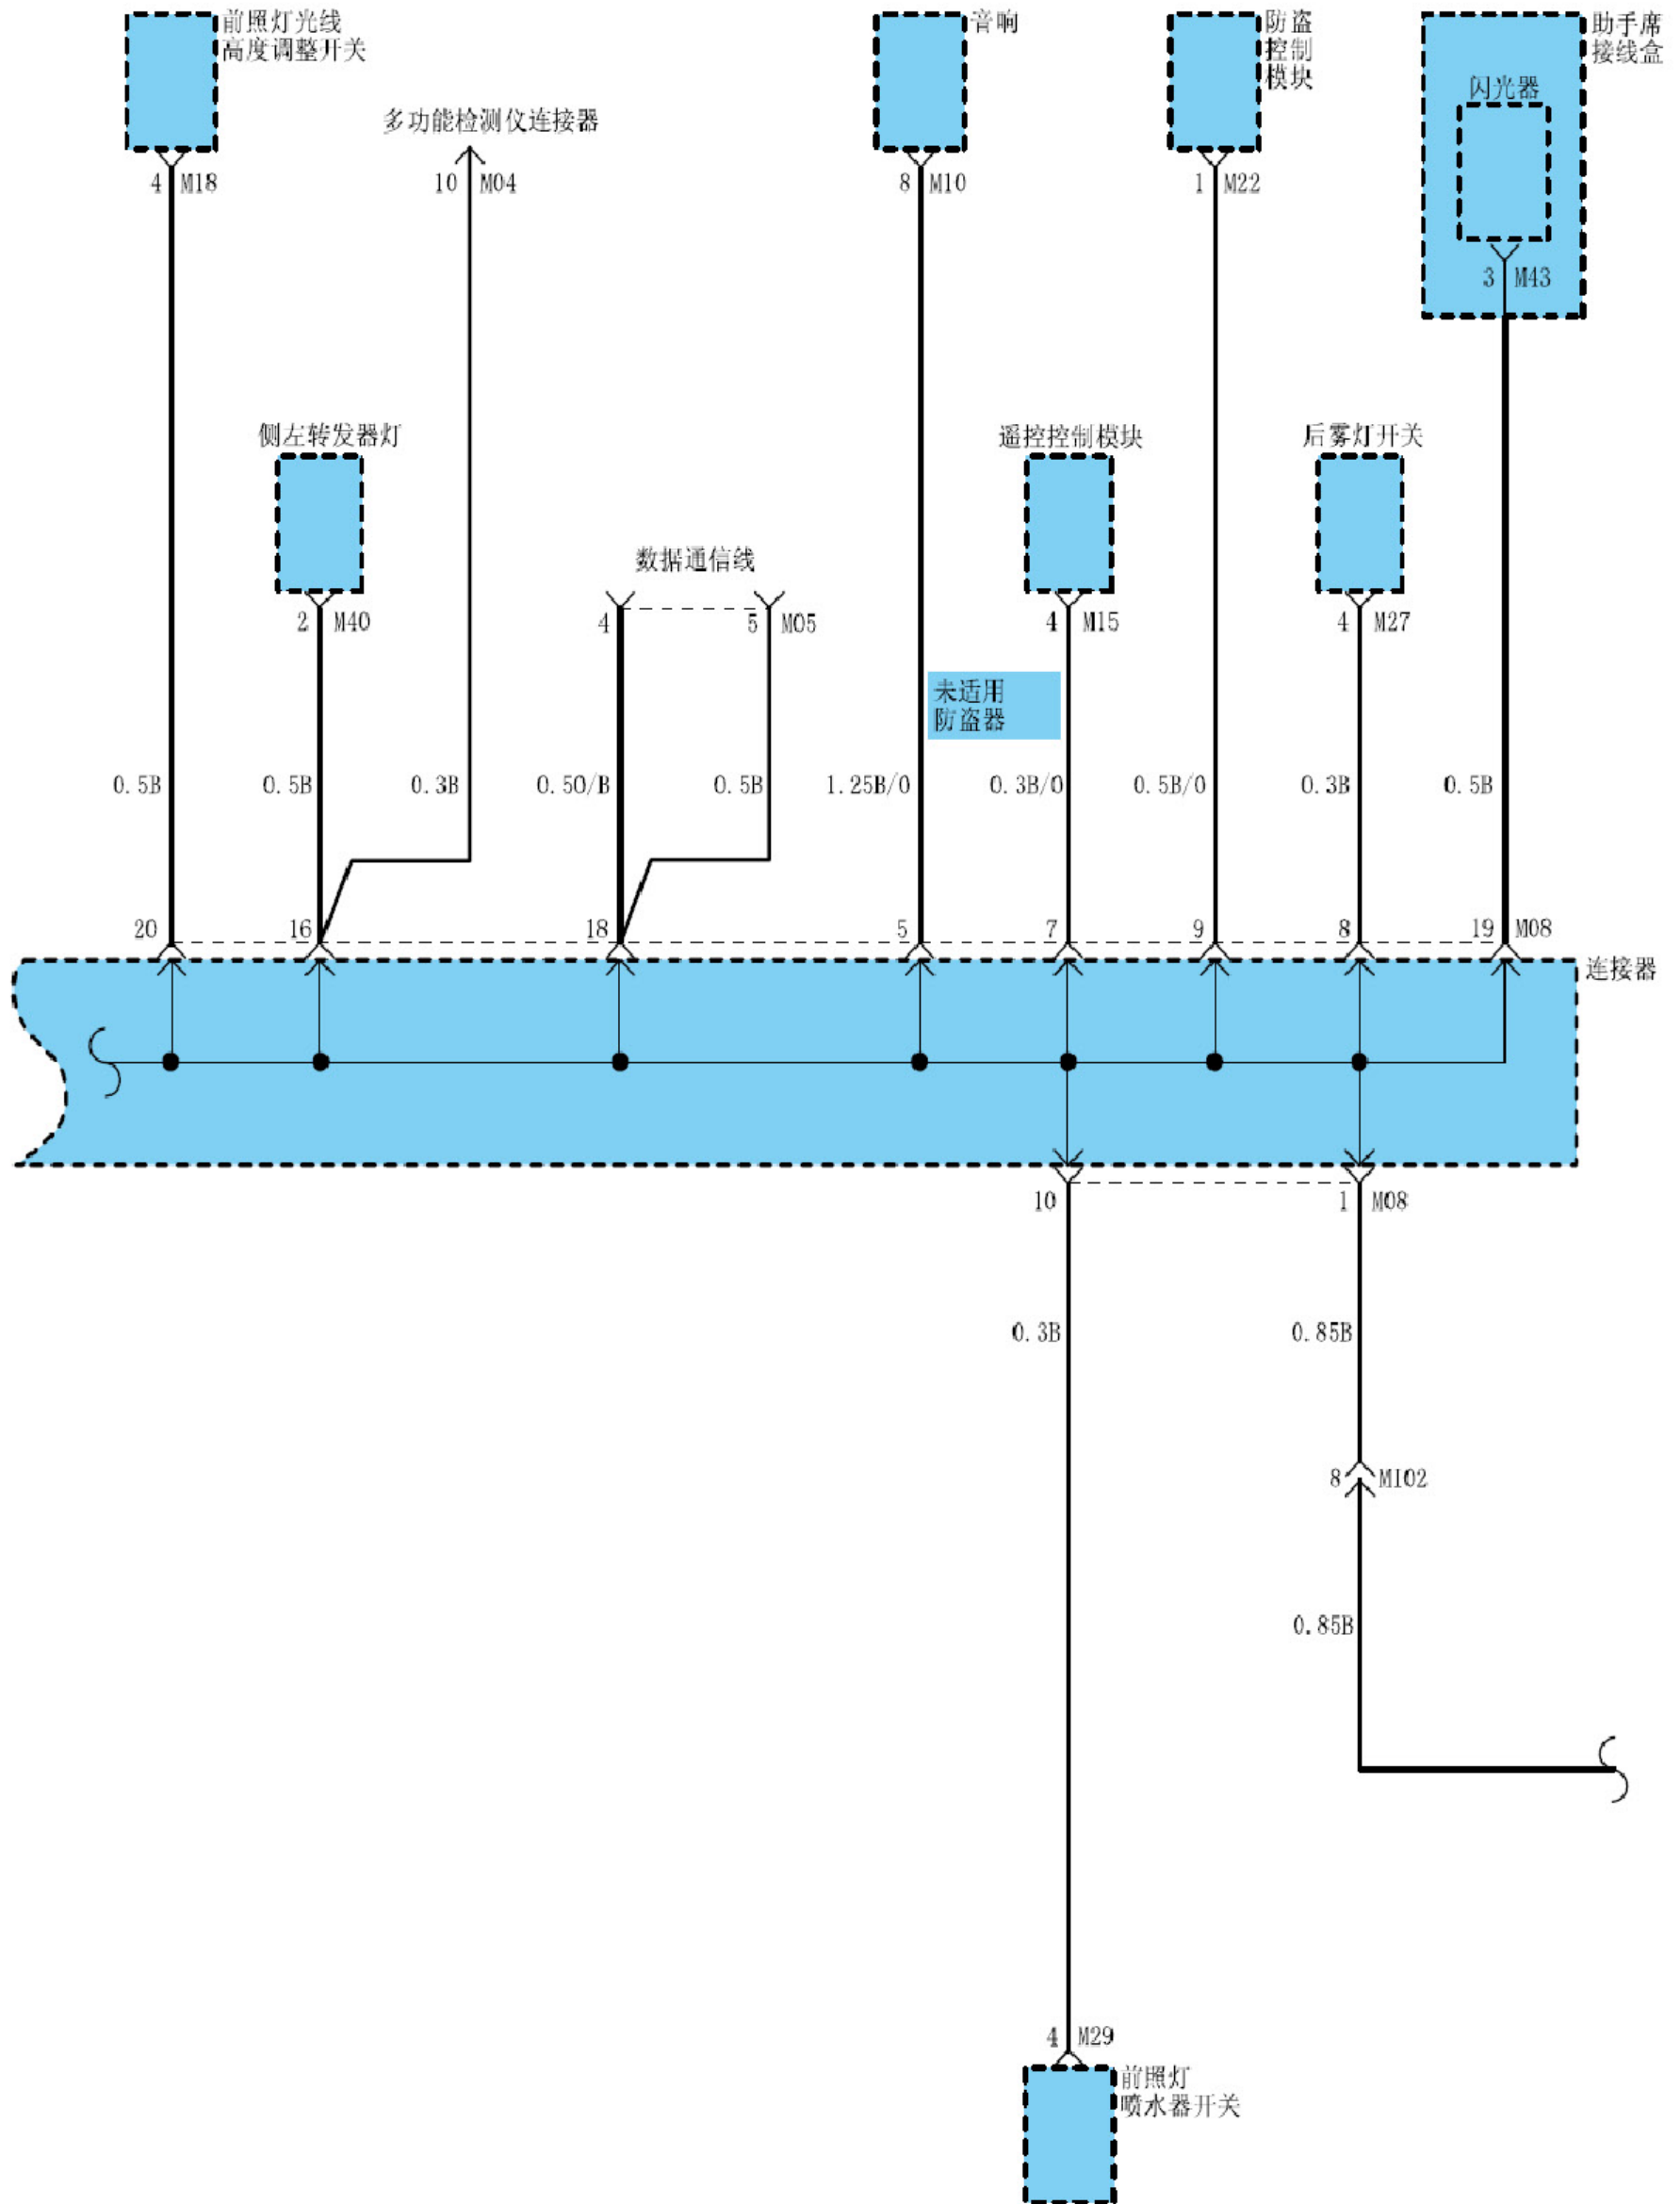 前照灯光线
高度调整开关
音响
防盗
控制
模块
助手席
接线盒
闪光器
多功能检测仪连接器
4 M18
10 M04
8 M10
1 M22
3 M43
侧左转发器灯
遥控控制模块
后雾灯开关
数据通信线
2 M40
4
5 M05
4 M15
4 M27
未适用
防盗器
0.5B
0.5B
0.3B
0.5O/B
0.5B
1.25B/O
0.3B/O
0.5B/O
0.3B
0.5B
20
16
18
5
7
9
8
19 M08
连接器
10
1 M08
0.3B
0.85B
8 MI02
0.85B
4 M29
前照灯
喷水器开关